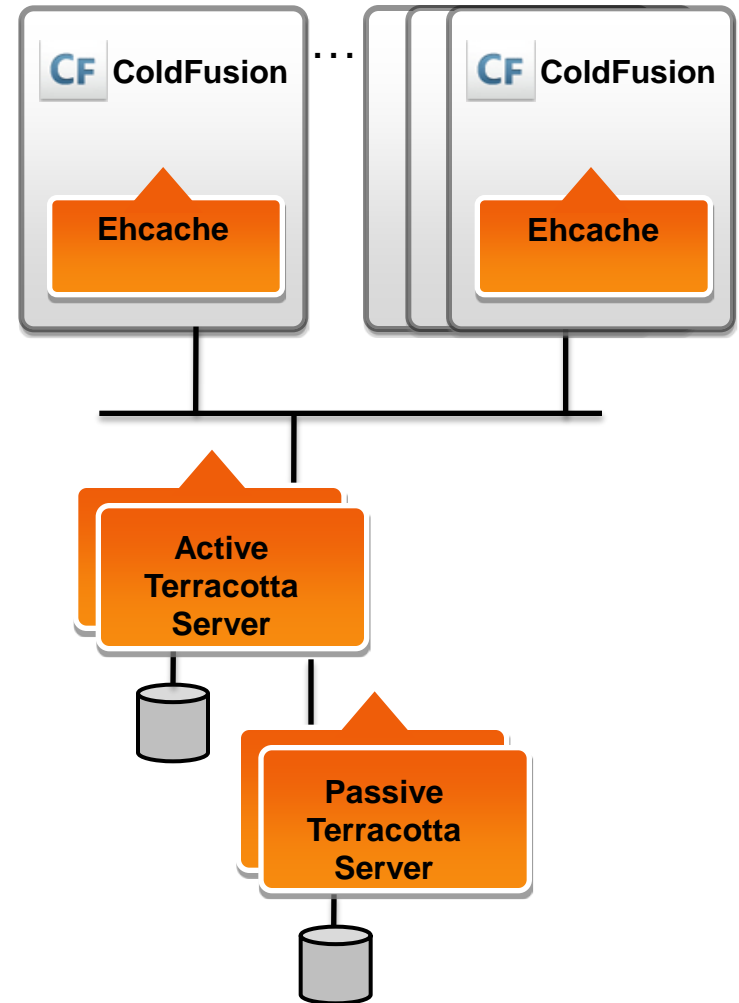 CF ColdFusion
...
CF ColdFusion
Ehcache
Ehcache
Active
Terracotta
Server
Passive
Terracotta
Server